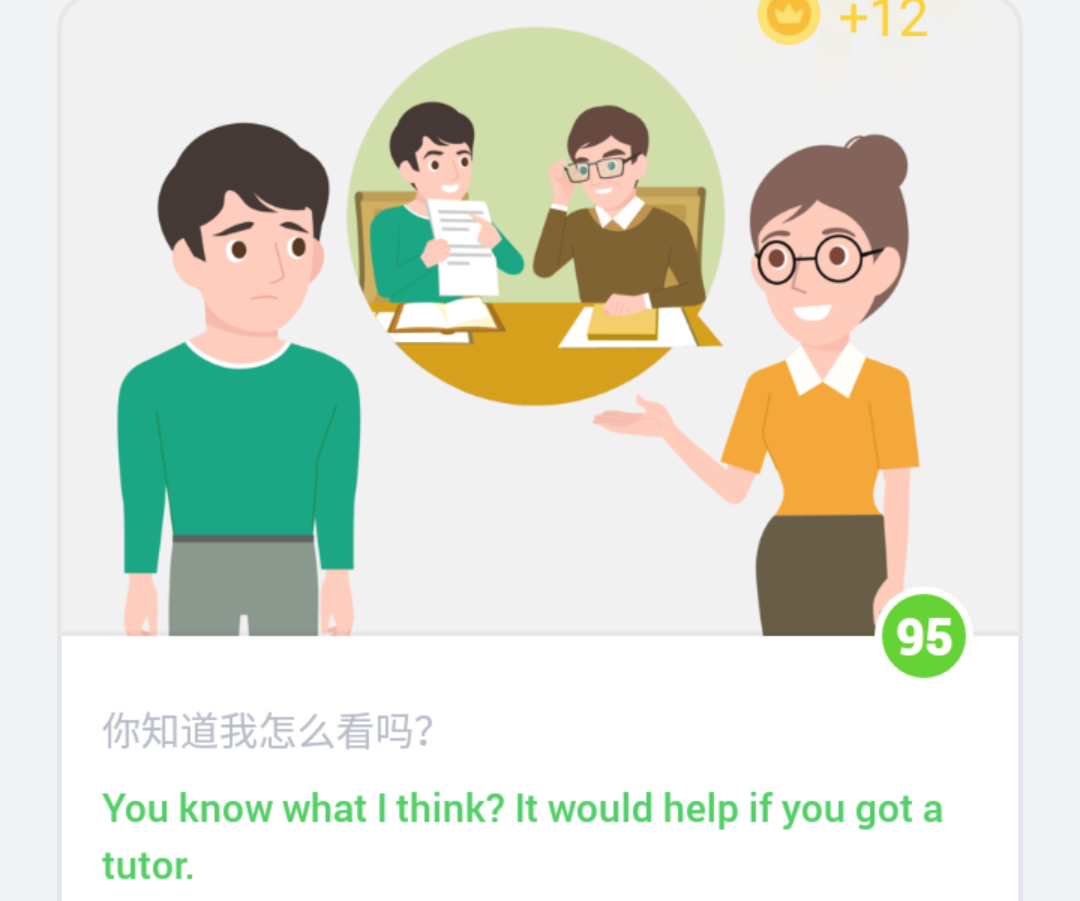 +12
95
你知道我怎么看吗?
You know what I think? It would help if you got a
tutor.